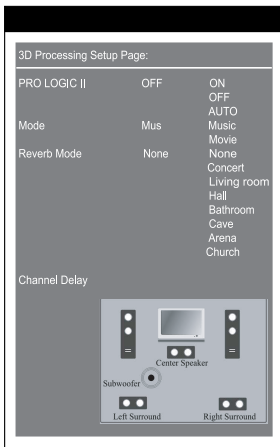 3D Processing Setup Page:
PRO LOGIC II OFF ON
OFF
AUTO
Mode Mus Music
Movie
Reverb Mode None None
Concert
Living room
Hall
Bathroom
Cave
Arena
Church
Channel Delay
Center Speaker
Subwoofer
Left Surround Right Surround